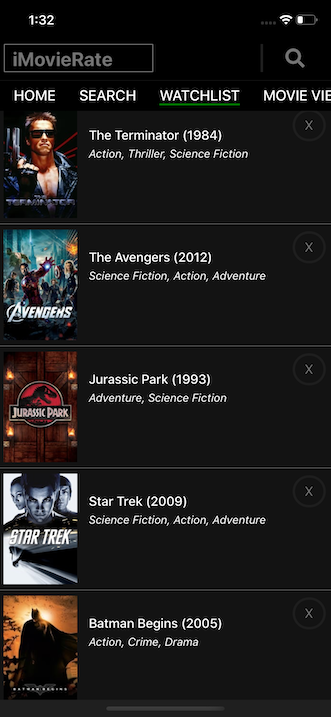 1:32
iMovieRate
HOME SEARCH WATCHLIST MOVIE VIE
TERMINATOR
The Terminator (1984)
X
Action, Thriller, Science Fiction
AVENGERS
The Avengers (2012)
X
Science Fiction, Action, Adventure
JURASSIC PARK
Jurassic Park (1993)
X
Adventure, Science Fiction
STAR TREK
Star Trek (2009)
X
Science Fiction, Action, Adventure
BATMAN BEGINS
Batman Begins (2005)
X
Action, Crime, Drama